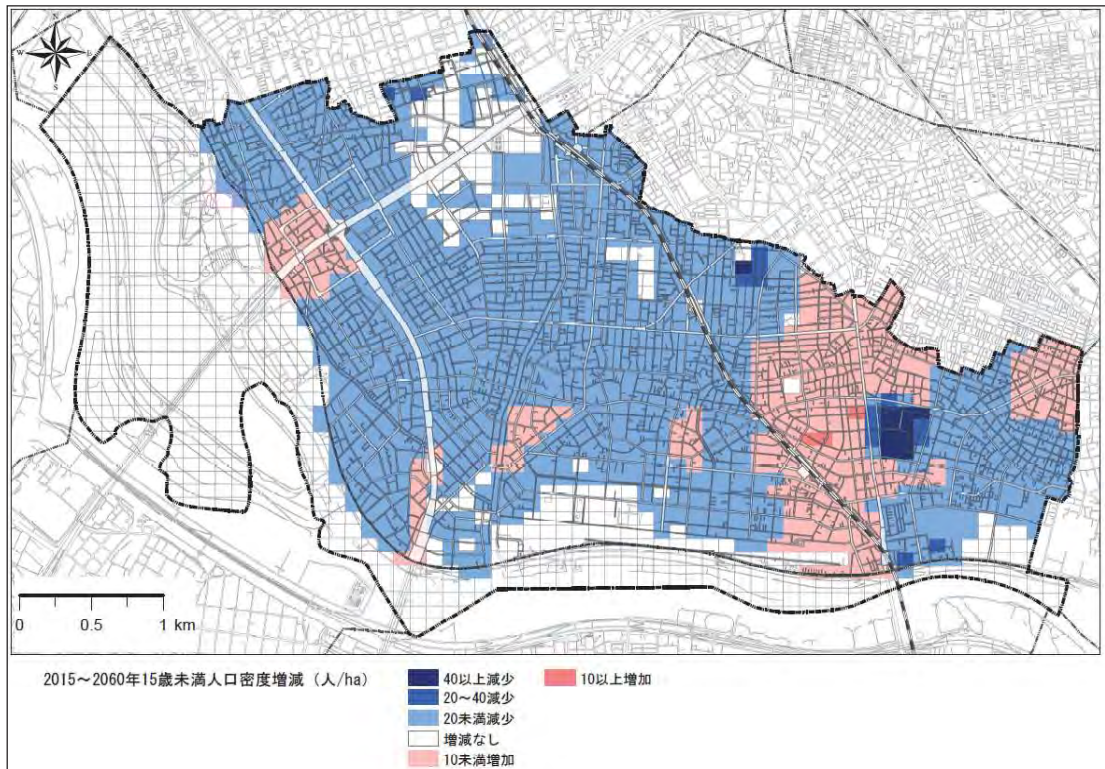 N
W
E
S
0 0.5 1 km
2015～2060年15歳未満人口密度増減（人/ha）
40以上減少
20～40減少
20未満減少
増減なし
10未満増加
10以上増加